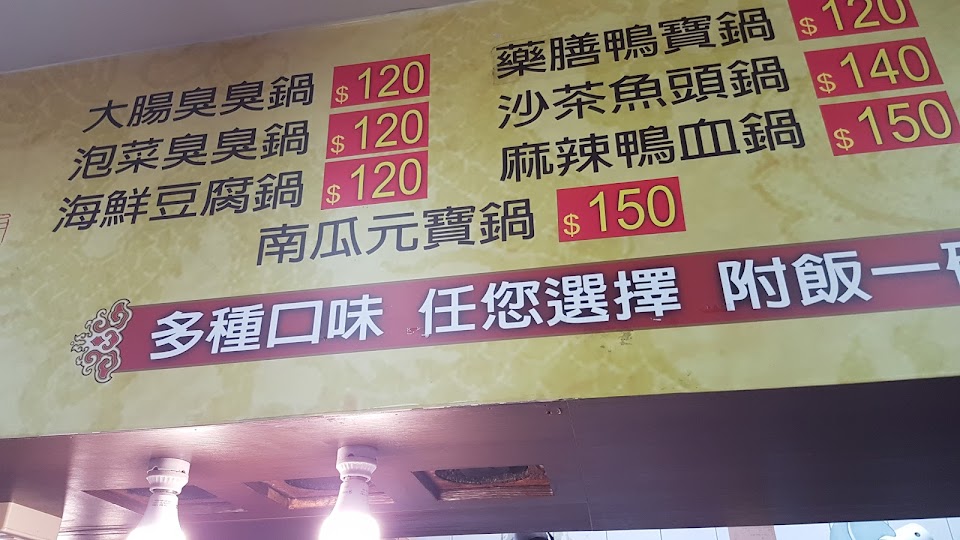 大腸臭臭鍋 $120
泡菜臭臭鍋 $120
海鮮豆腐鍋 $120
藥膳鴨寶鍋 $120
沙茶魚頭鍋 $140
麻辣鴨血鍋 $150
南瓜元寶鍋 $150
多種口味 任您選擇 附飯一